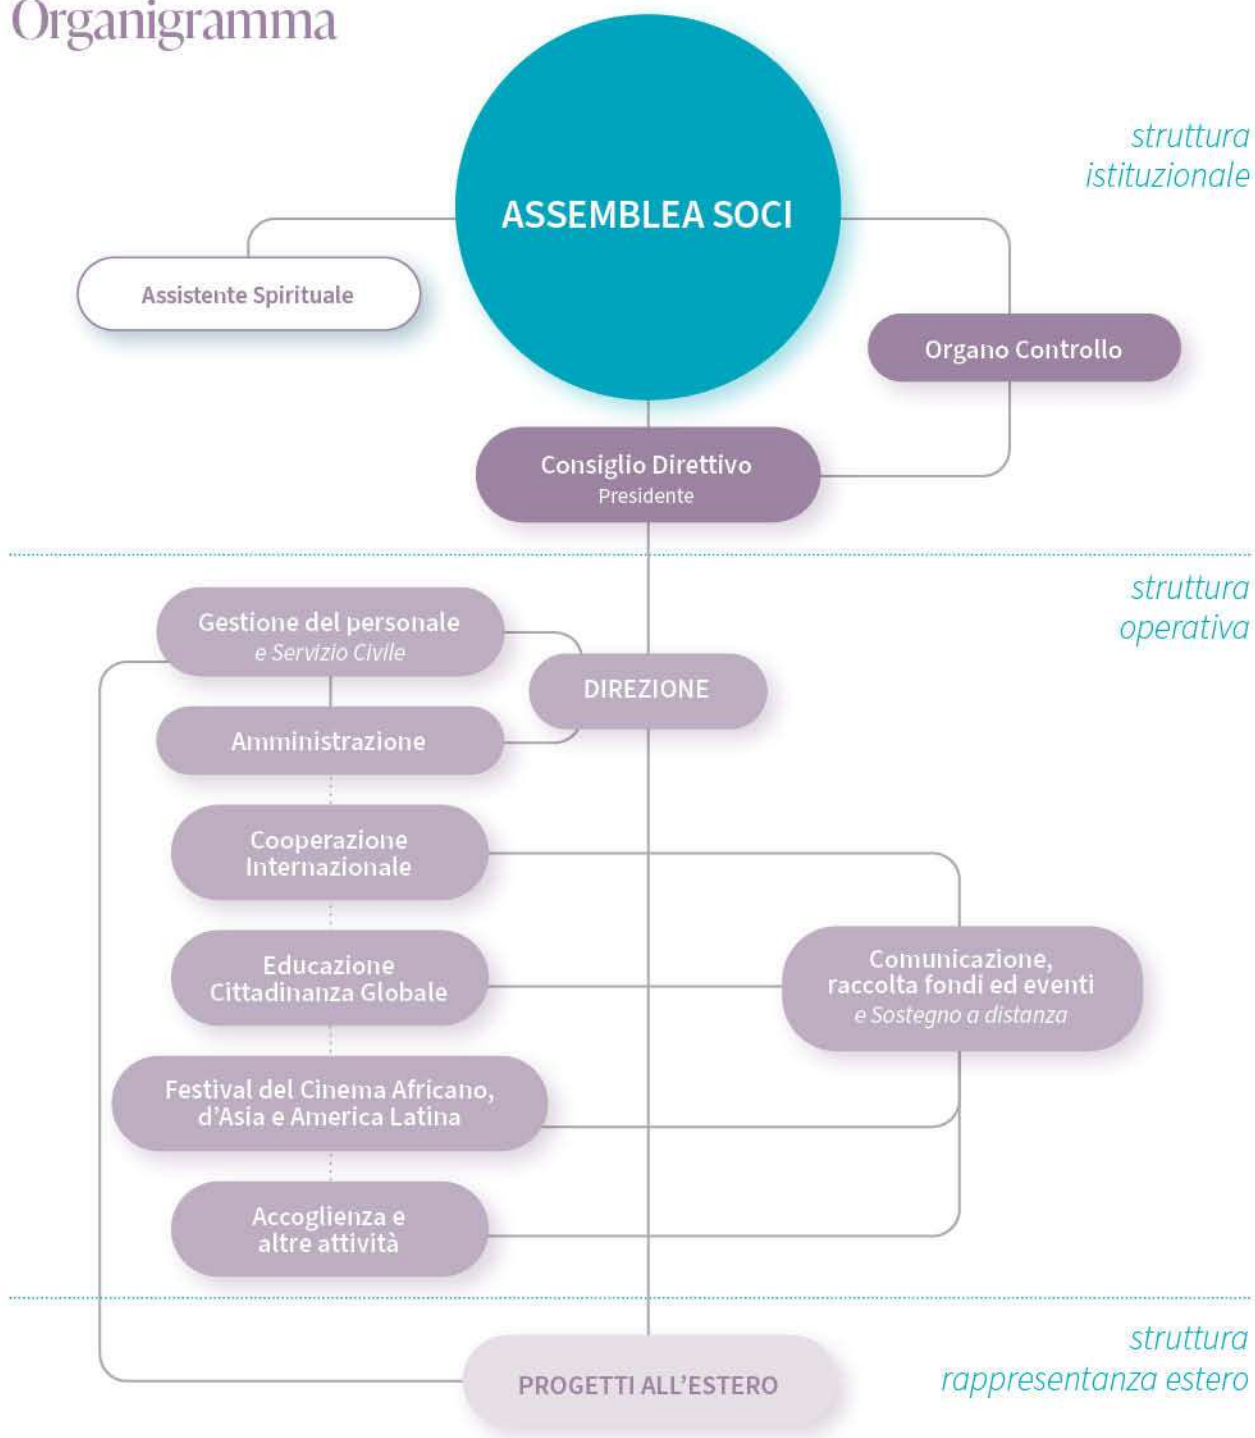 Organigramma
struttura
istituzionale
ASSEMBLEA SOCI
Assistente Spirituale
Organo Controllo
Consiglio Direttivo
Presidente
struttura
operativa
Gestione del personale
e Servizio Civile
DIREZIONE
Amministrazione
Cooperazione
Internazionale
Educazione
Cittadinanza Globale
Comunicazione,
raccolta fondi ed eventi
e Sostegno a distanza
Festival del Cinema Africano,
d'Asia e America Latina
Accoglienza e
altre attività
struttura
rappresentanza estero
PROGETTI ALL'ESTERO